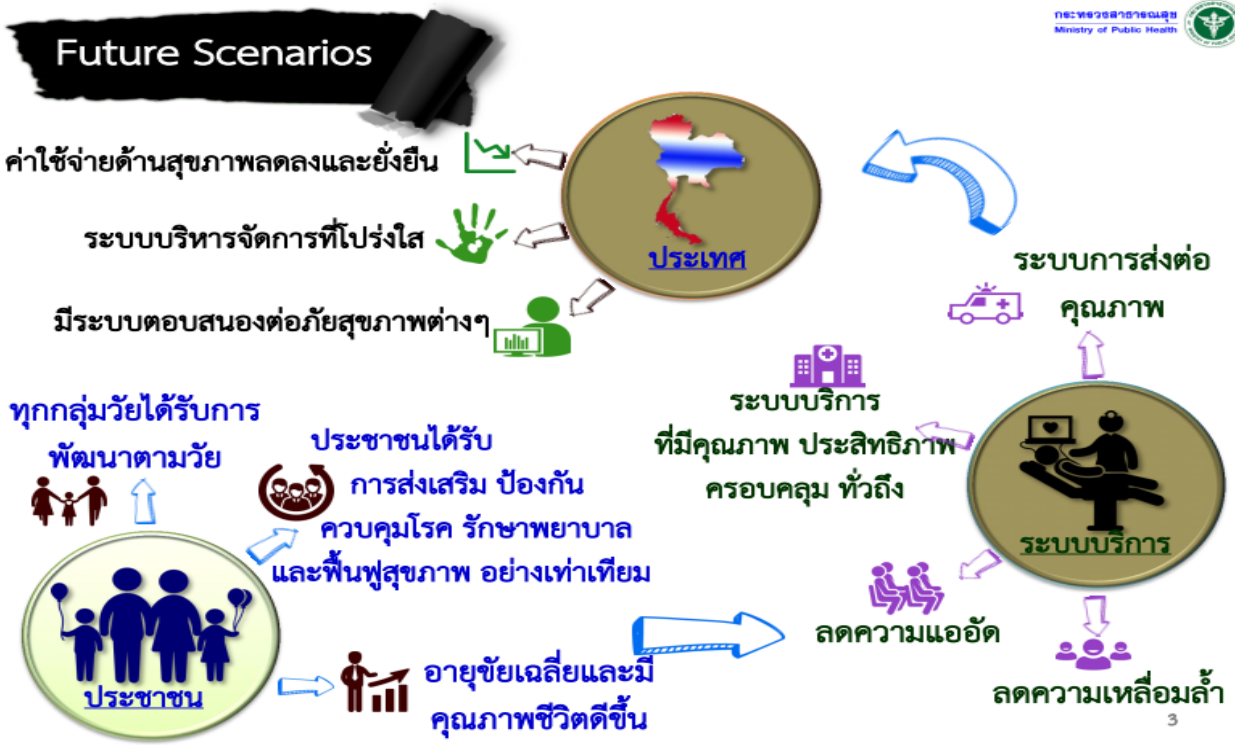 Future Scenarios
กระทรวงสาธารณสุข
Ministry of Public Health
ค่าใช้จ่ายด้านสุขภาพลดลงและยั่งยืน
ระบบบริหารจัดการที่โปร่งใส
มีระบบตอบสนองต่อภัยสุขภาพต่างๆ
ประเทศ
ระบบการส่งต่อ
คุณภาพ
ระบบบริการ
ที่มีคุณภาพ ประสิทธิภาพ
ครอบคลุม ทั่วถึง
ระบบบริการ
ลดความแออัด
ลดความเหลื่อมล้ำ
ทุกกลุ่มวัยได้รับการ
พัฒนาตามวัย
ประชาชนได้รับ
การส่งเสริม ป้องกัน
ควบคุมโรค รักษาพยาบาล
และฟื้นฟูสุขภาพ อย่างเท่าเทียม
ประชาชน
อายุขัยเฉลี่ยและมี
คุณภาพชีวิตดีขึ้น
3